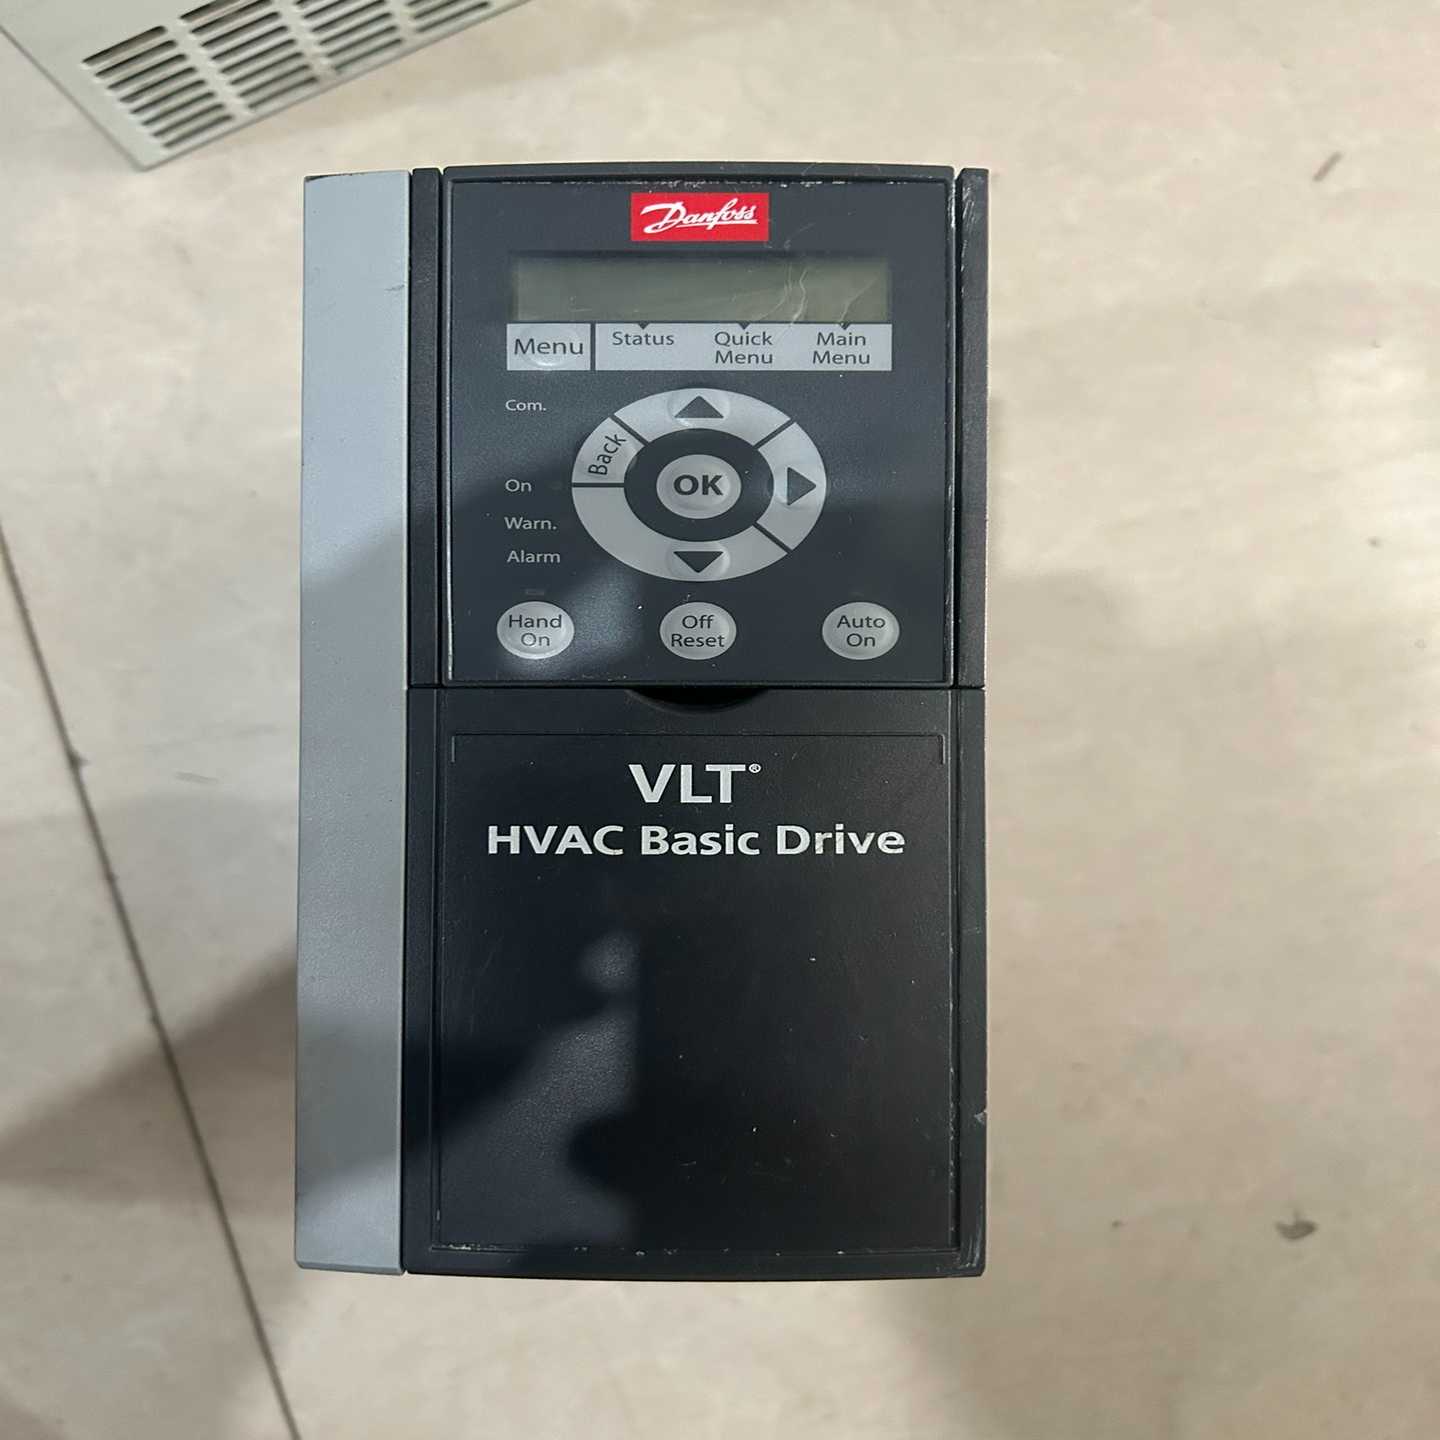 Danfoss
Menu
Status
Quick
Menu
Main
Menu
Com.
Back
OK
On
Warn.
Alarm
Hand
On
Off
Reset
Auto
On
VLT®
HVAC Basic Drive